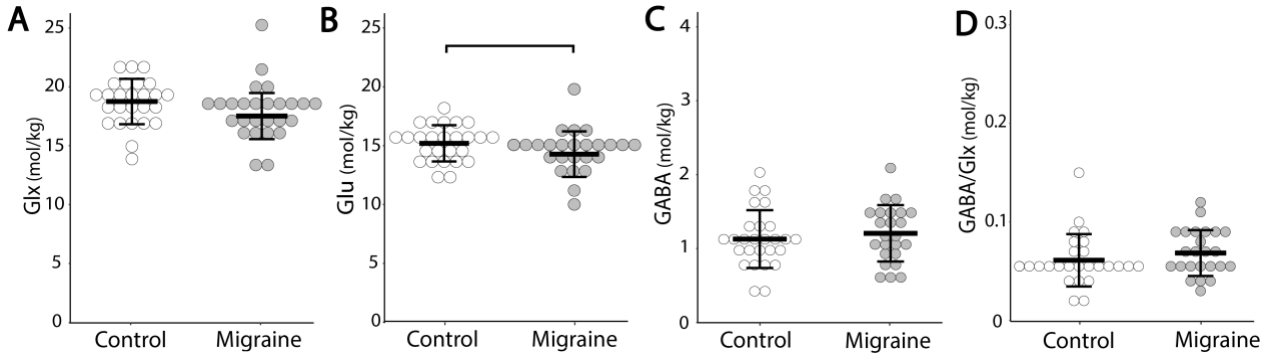 A
Glx (mol/kg)
25
20
15
10
5
0
Control Migraine
B
Glu (mol/kg)
25
20
15
10
5
0
Control Migraine
C
GABA (mol/kg)
4
3
2
1
0
Control Migraine
D
GABA/Glx (mol/kg)
0.3
0.2
0.1
0
Control Migraine